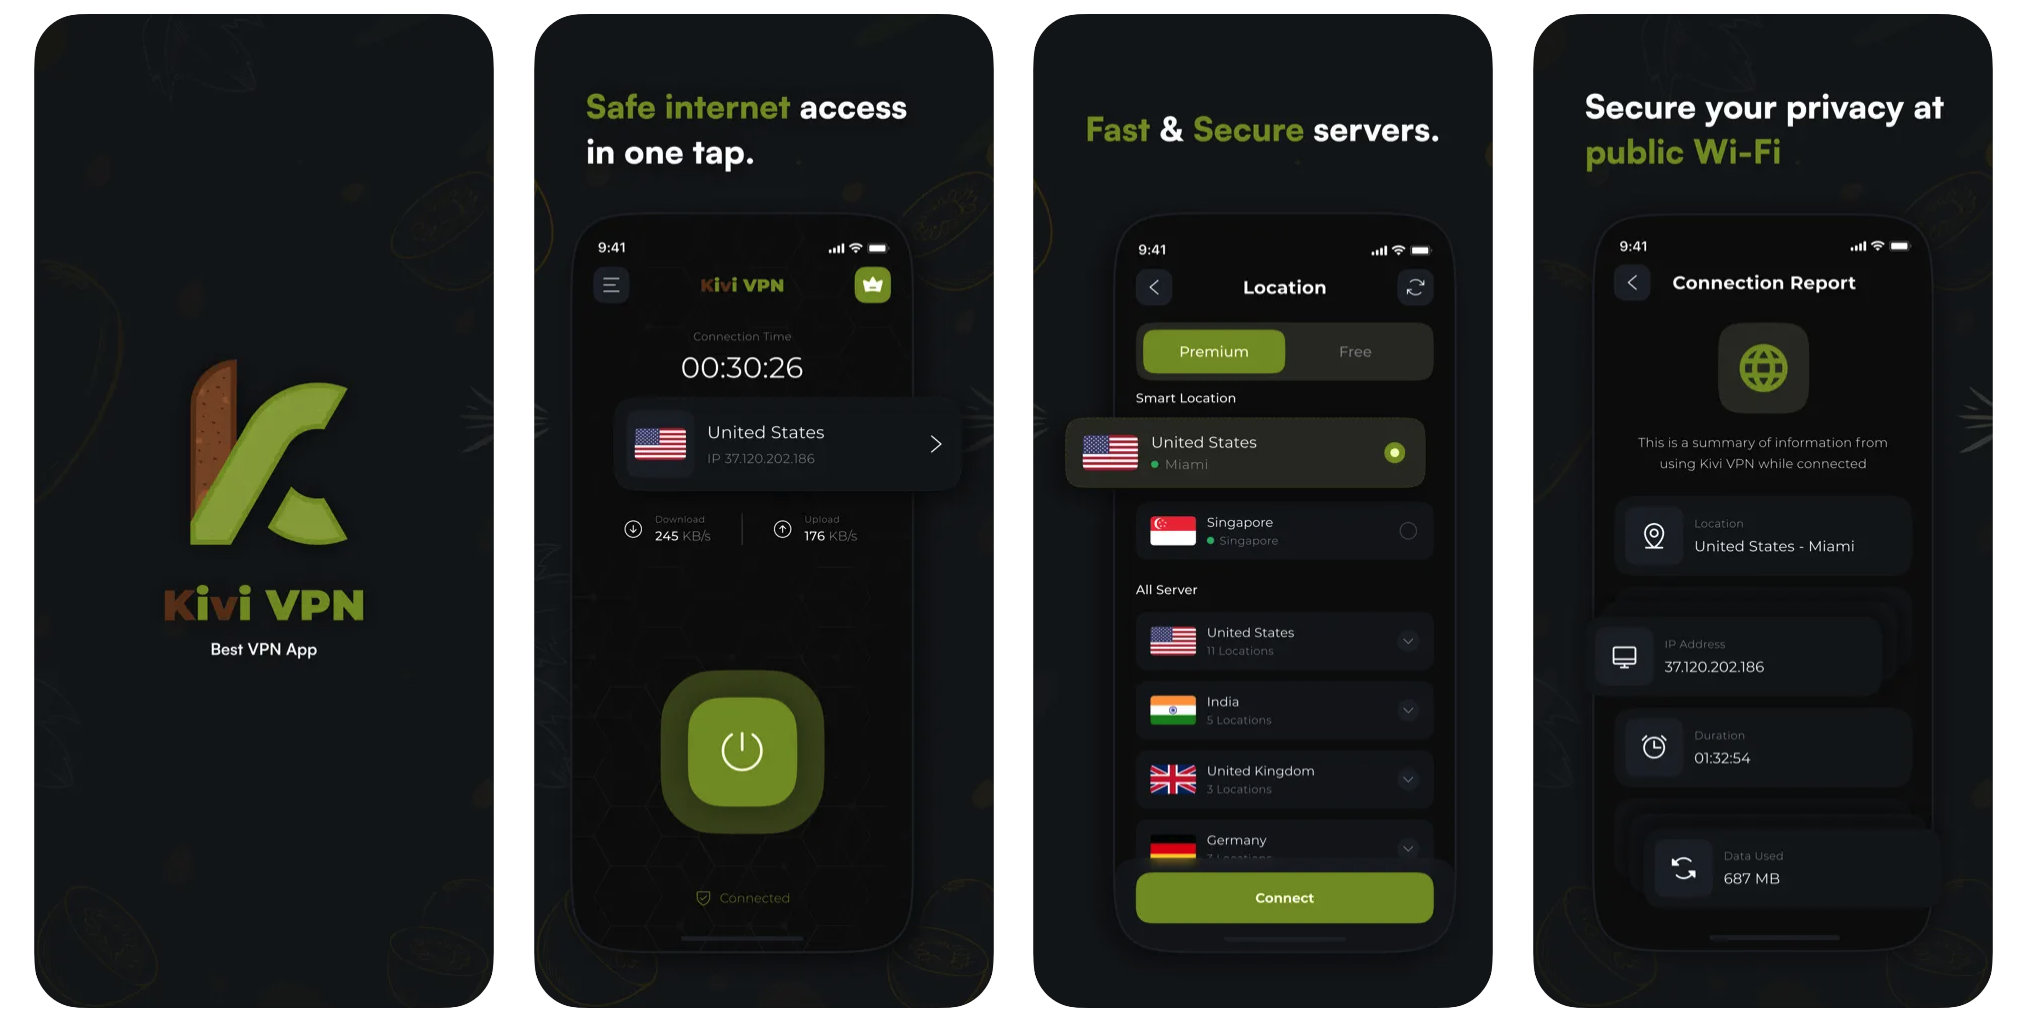 Kivi VPN
Best VPN App
Safe internet access
in one tap.
9:41
Kivi VPN
Connection Time
00:30:26
United States
IP 37.120.202.186
Download
245 KB/s
Upload
176 KB/s
Connected
Fast & Secure servers.
9:41
Location
Premium
Free
Smart Location
United States
Miami
Singapore
Singapore
All Server
United States
11 Locations
India
5 Locations
United Kingdom
3 Locations
Germany
Locations
Connect
Secure your privacy at
public Wi-Fi
9:41
Connection Report
This is a summary of information from
using Kivi VPN while connected
Location
United States - Miami
IP Address
37.120.202.186
Duration
01:32:54
Data Used
687 MB